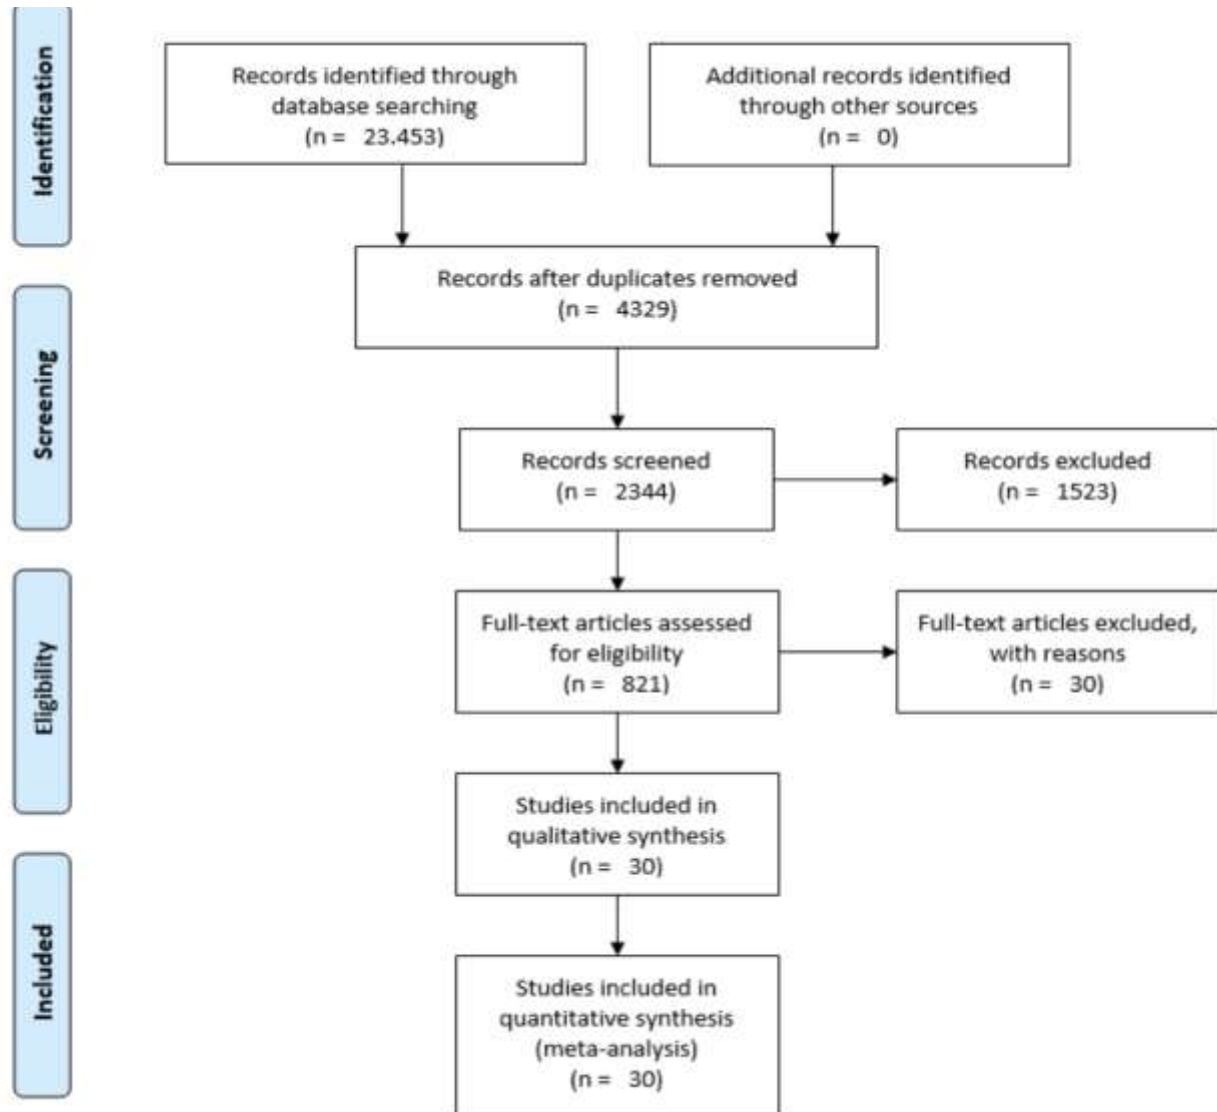 Identification
Records identified through
database searching
(n = 23.453)
Additional records identified
through other sources
(n = 0)
Records after duplicates removed
(n = 4329)
Screening
Records screened
(n = 2344)
Records excluded
(n = 1523)
Eligibility
Full-text articles assessed
for eligibility
(n = 821)
Full-text articles excluded,
with reasons
(n = 30)
Studies included in
qualitative synthesis
(n = 30)
Included
Studies included in
quantitative synthesis
(meta-analysis)
(n = 30)